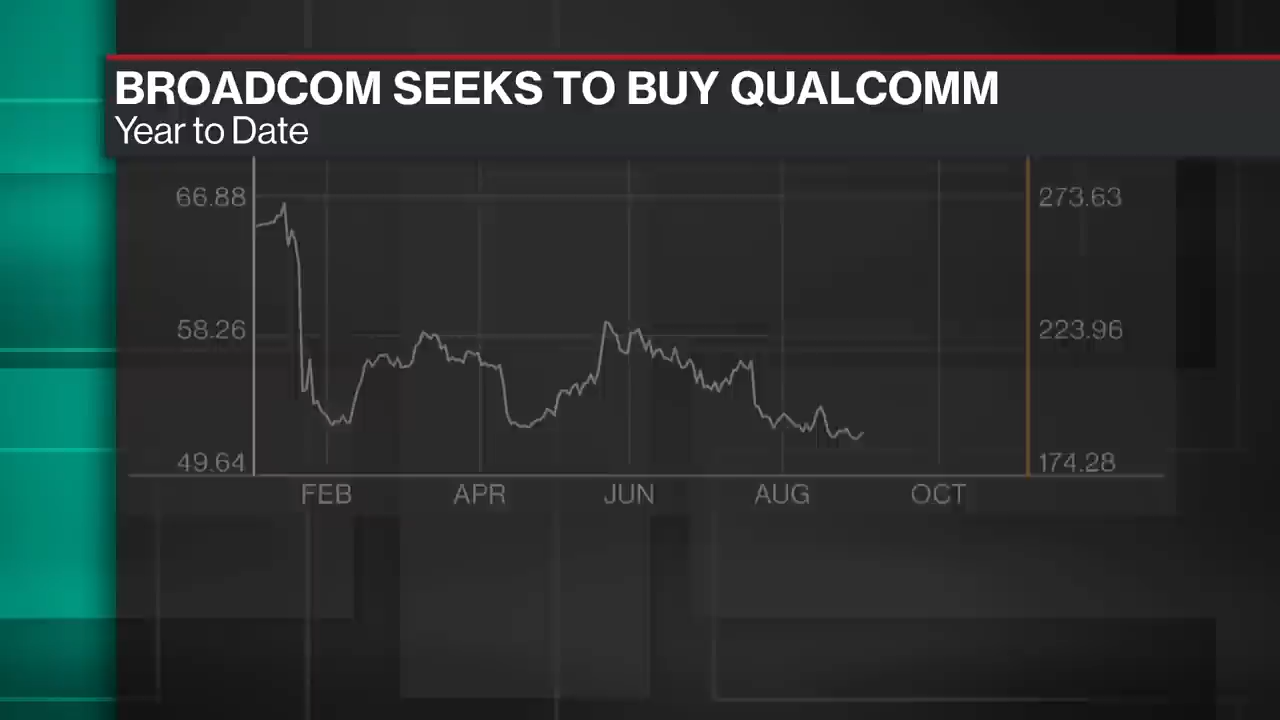 BROADCOM SEEKS TO BUY QUALCOMM
Year to Date
66.88
273.63
58.26
223.96
49.64
174.28
FEB
APR
JUN
AUG
OCT